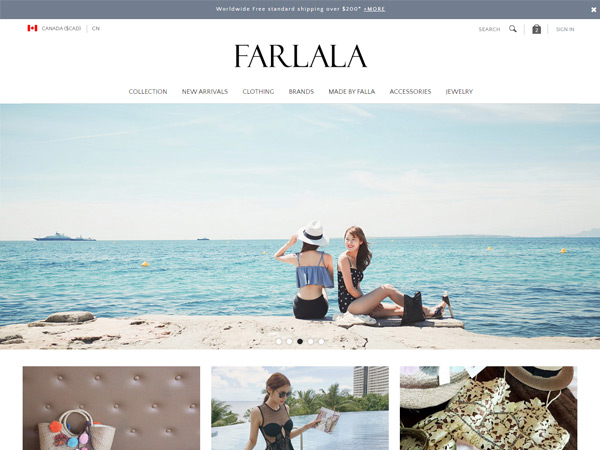 Worldwide Free standard shipping over $200* +MORE
CANADA ($CAD) CN
SEARCH 2 SIGN IN
FARLALA
COLLECTION NEW ARRIVALS CLOTHING BRANDS MADE BY FALLA ACCESSORIES JEWELRY